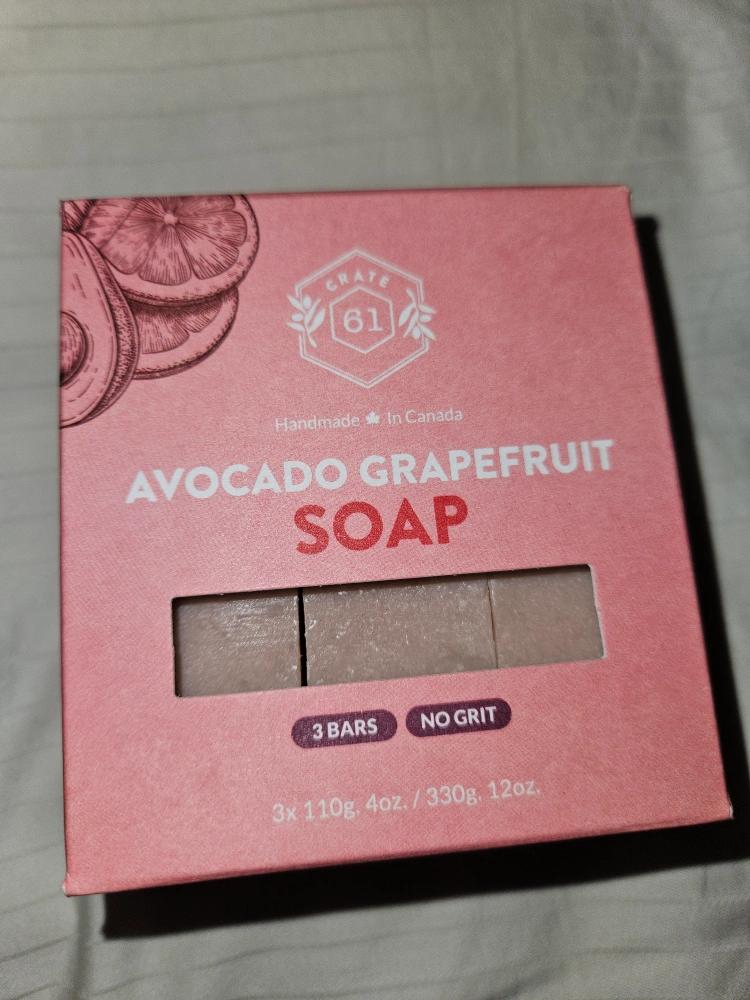 CRATE
61
Handmade In Canada
AVOCADO GRAPEFRUIT
SOAP
3 BARS NO GRIT
3x 110g. 4oz. / 330g. 12oz.